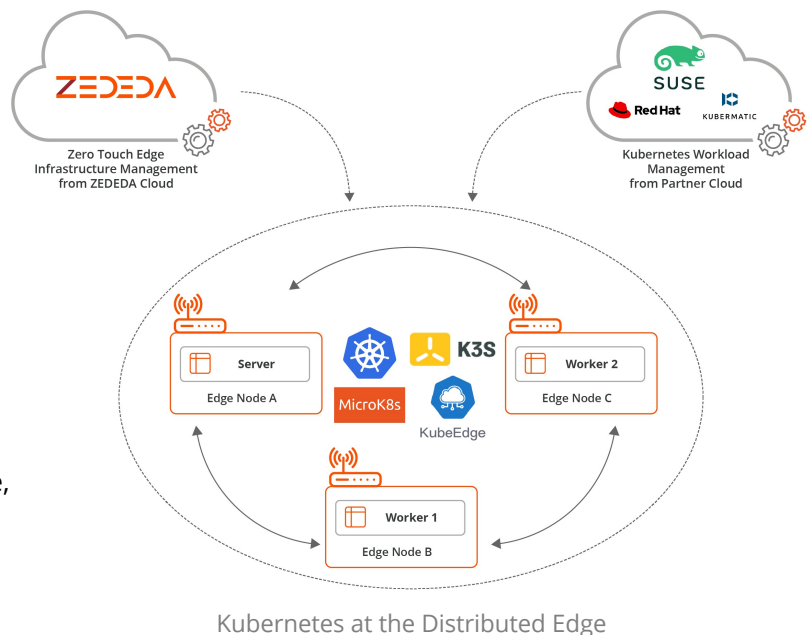 ZEDEDA
Zero Touch Edge
Infrastructure Management
from ZEDEDA Cloud
SUSE
Red Hat
KUBERMATIC
Kubernetes Workload
Management
from Partner Cloud
Server
Edge Node A
K3S
MicroK8s
KubeEdge
Worker 2
Edge Node C
Worker 1
Edge Node B
Kubernetes at the Distributed Edge